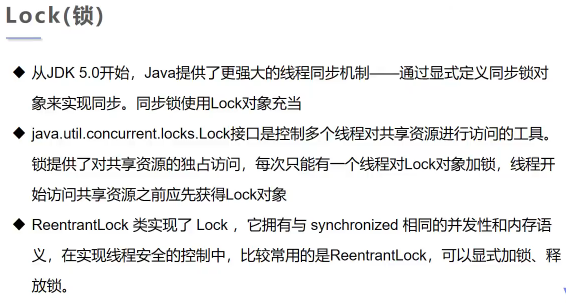 Lock(锁)
◆ 从JDK 5.0开始，Java提供了更强大的线程同步机制——通过显式定义同步锁对
象来实现同步。同步锁使用Lock对象充当
◆ java.util.concurrent.locks.Lock接口是控制多个线程对共享资源进行访问的工具。
锁提供了对共享资源的独占访问，每次只能有一个线程对Lock对象加锁，线程开
始访问共享资源之前应先获得Lock对象
◆ ReentrantLock 类实现了 Lock ，它拥有与 synchronized 相同的并发性和内存语
义，在实现线程安全的控制中，比较常用的是ReentrantLock，可以显式加锁、释
放锁。